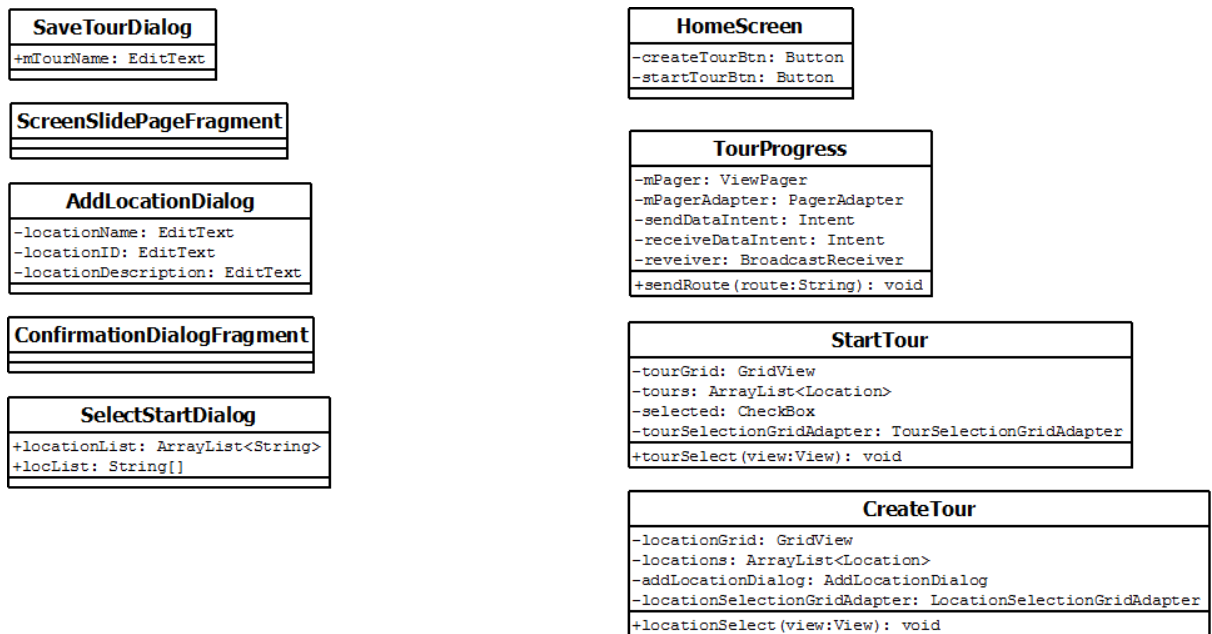 SaveTourDialog
+mTourName: EditText
ScreenSlidePageFragment
AddLocationDialog
-locationName: EditText
-locationID: EditText
-locationDescription: EditText
ConfirmationDialogFragment
SelectStartDialog
+locationList: ArrayList<String>
+locList: String[]
HomeScreen
-createTourBtn: Button
-startTourBtn: Button
TourProgress
-mPager: ViewPager
-mPagerAdapter: PagerAdapter
-sendDataIntent: Intent
-receiveDataIntent: Intent
-reveiver: BroadcastReceiver
+sendRoute(route:String): void
StartTour
-tourGrid: GridView
-tours: ArrayList<Location>
-selected: CheckBox
-tourSelectionGridAdapter: TourSelectionGridAdapter
+tourSelect(view:View): void
CreateTour
-locationGrid: GridView
-locations: ArrayList<Location>
-addLocationDialog: AddLocationDialog
-locationSelectionGridAdapter: LocationSelectionGridAdapter
+locationSelect(view:View): void